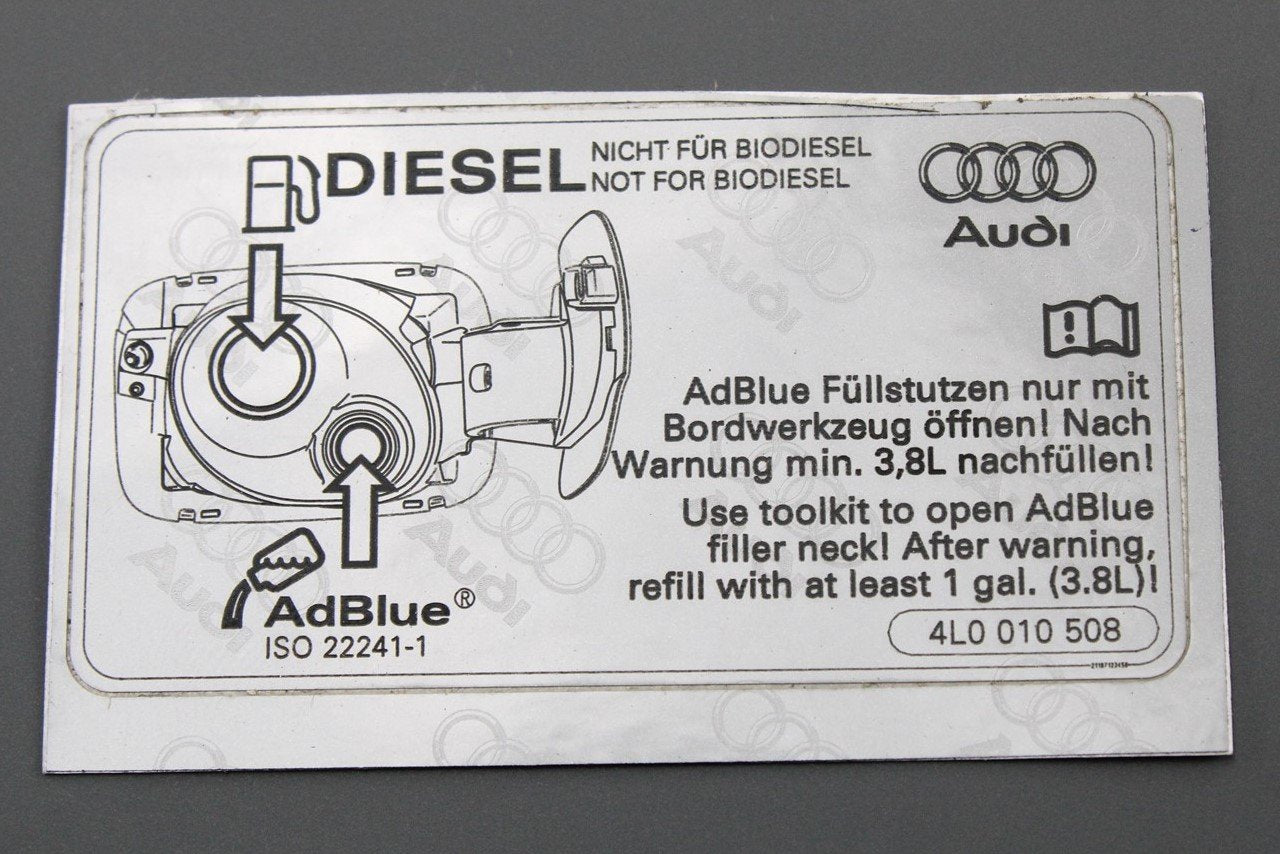 DIESEL
NICHT FÜR BIODIESEL
NOT FOR BIODIESEL
Audi
AdBlue Füllstutzen nur mit
Bordwerkzeug öffnen! Nach
Warnung min. 3,8L nachfüllen!
Use toolkit to open AdBlue
filler neck! After warning,
refill with at least 1 gal. (3.8L)!
AdBlue®
ISO 22241-1
4L0 010 508